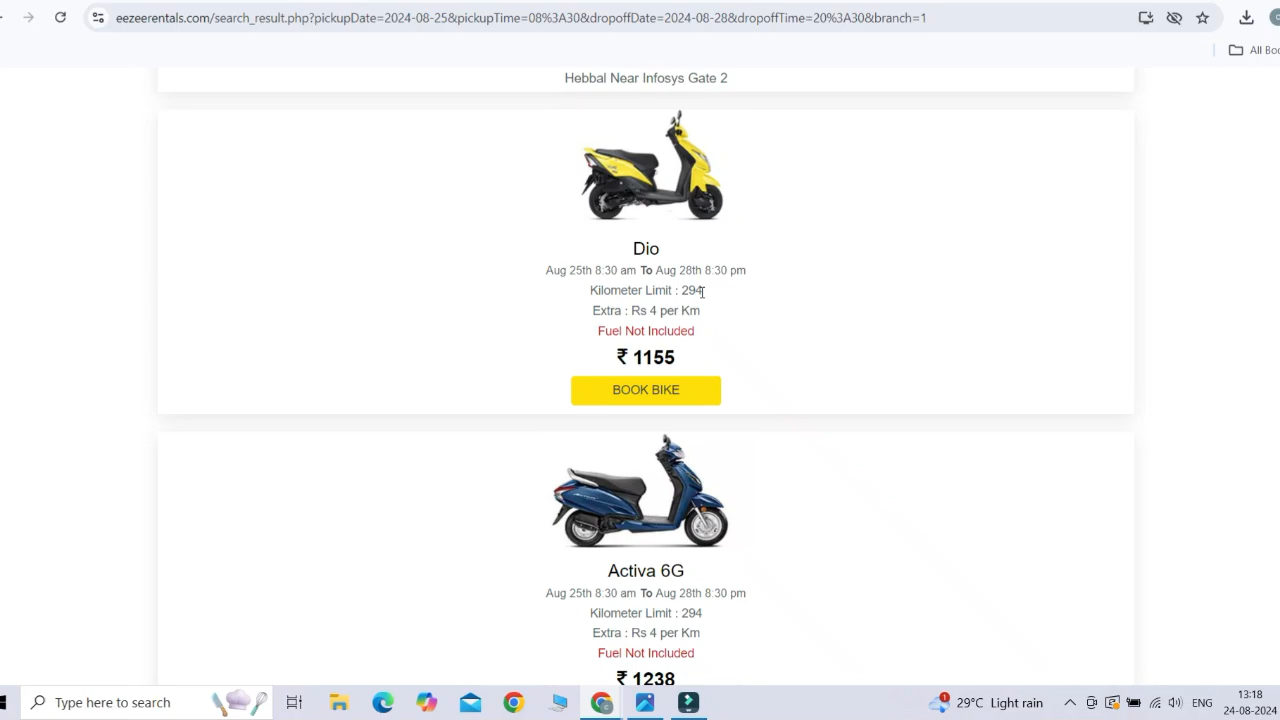 eezeerentals.com/search_result.php?pickupDate=2024-08-25&pickupTime=08%3A30&dropoffDate=2024-08-28&dropoffTime=20%3A30&branch=1
All Boo
Hebbal Near Infosys Gate 2
Dio
Aug 25th 8:30 am To Aug 28th 8:30 pm
Kilometer Limit : 294
Extra : Rs 4 per Km
Fuel Not Included
₹ 1155
BOOK BIKE
Activa 6G
Aug 25th 8:30 am To Aug 28th 8:30 pm
Kilometer Limit : 294
Extra : Rs 4 per Km
Fuel Not Included
₹ 1238
Type here to search
1
29°C Light rain
ENG
13:18
24-08-2024